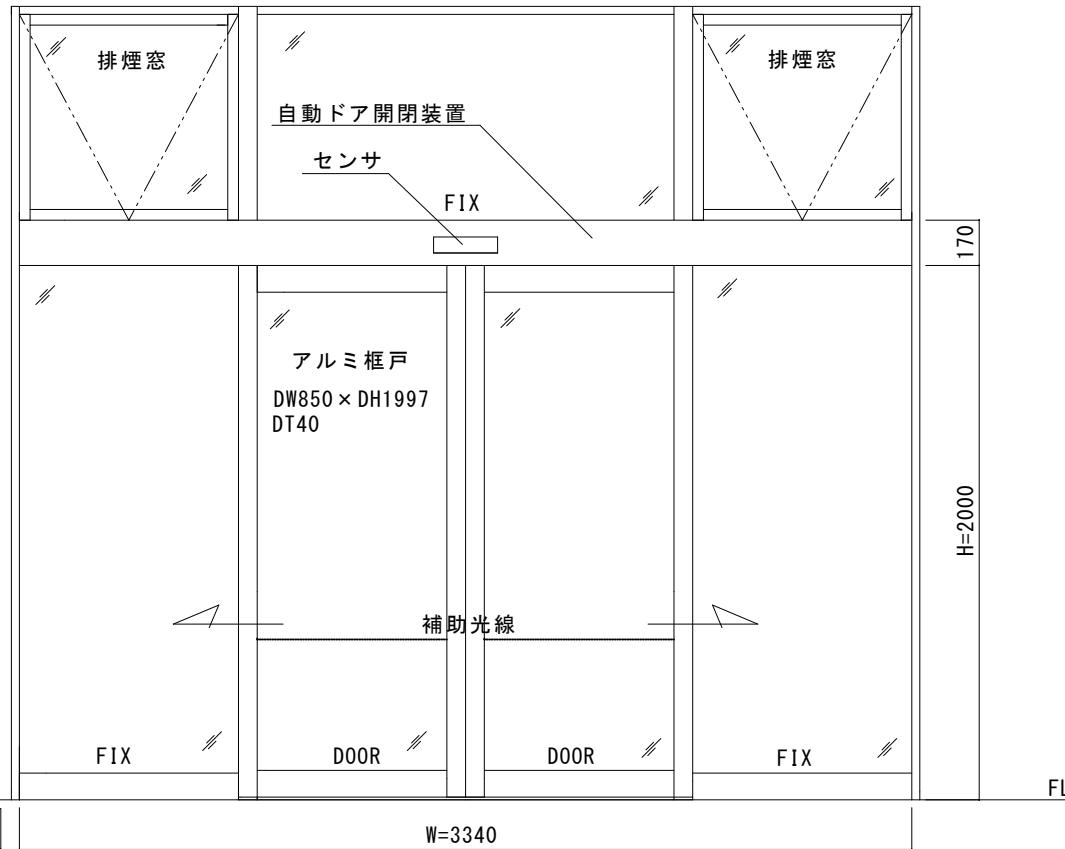 排煙窓
排煙窓
自動ドア開閉装置
センサ
FIX
170
アルミ框戸
DW850×DH1997
DT40
H=2000
補助光線
FIX
DOOR
DOOR
FIX
FL
W=3340